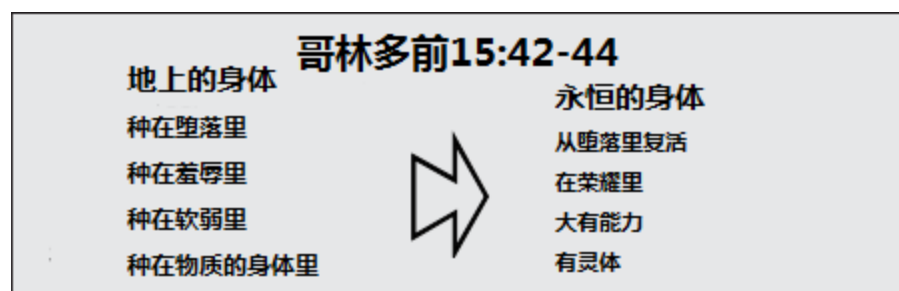 哥林多前15:42-44
地上的身体
种在堕落里
种在羞辱里
种在软弱里
种在物质的身体里
永恒的身体
从堕落里复活
在荣耀里
大有能力
有灵体